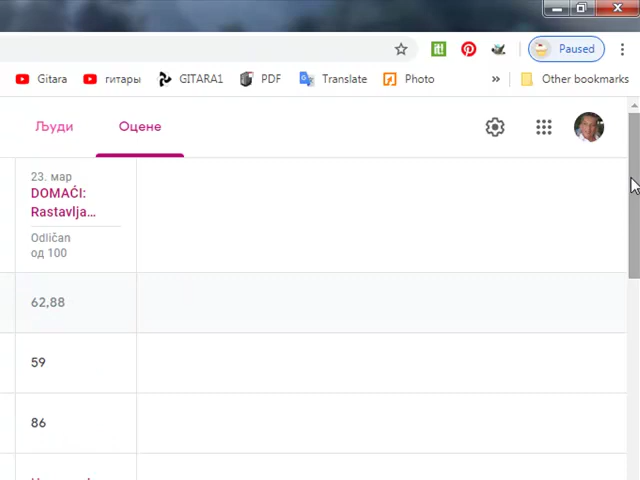 Paused
Gitara
гитары
GITARA1
PDF
Translate
Photo
»
Other bookmarks
Људи
Оцене
23. мар
DOMAĆI:
Rastavlja...
Odličan
од 100
62,88
59
86